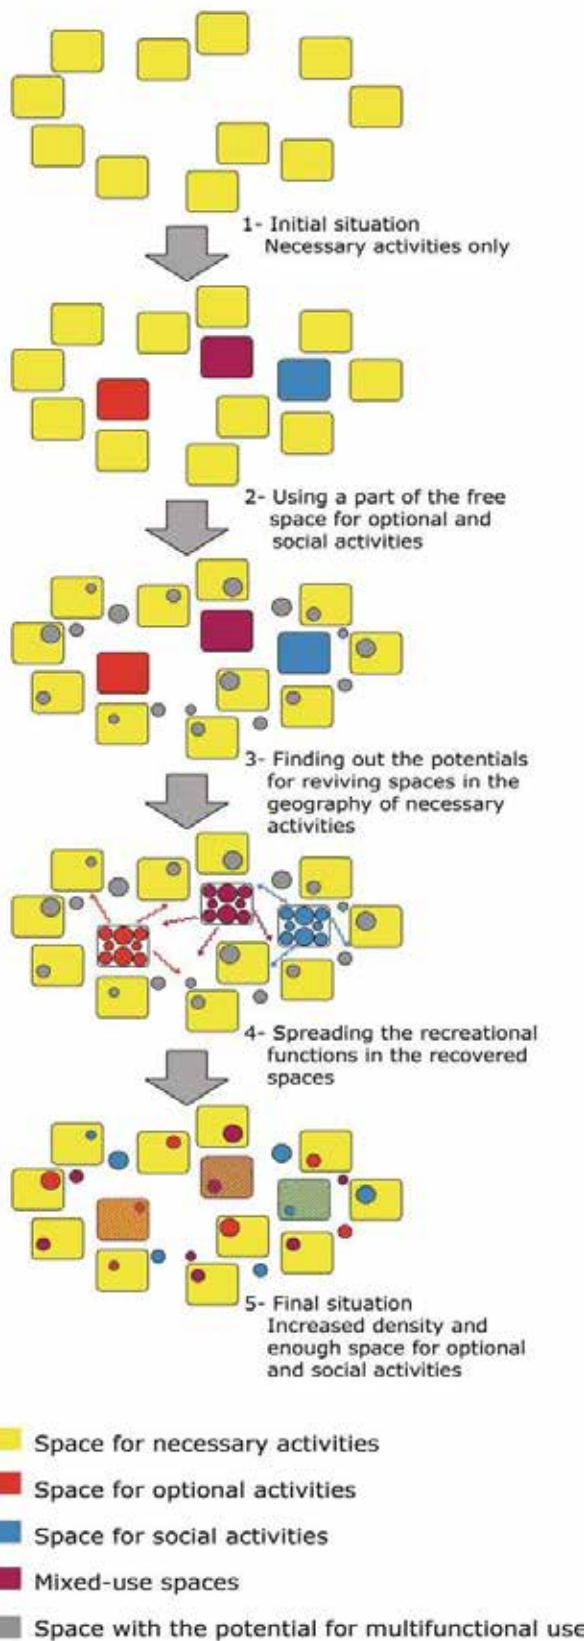 1- Initial situation
Necessary activities only
2- Using a part of the free
space for optional and
social activities
3- Finding out the potentials
for reviving spaces in the
geography of necessary
activities
4- Spreading the recreational
functions in the recovered
spaces
5- Final situation
Increased density and
enough space for optional
and social activities
Space for necessary activities
Space for optional activities
Space for social activities
Mixed-use spaces
Space with the potential for multifunctional use